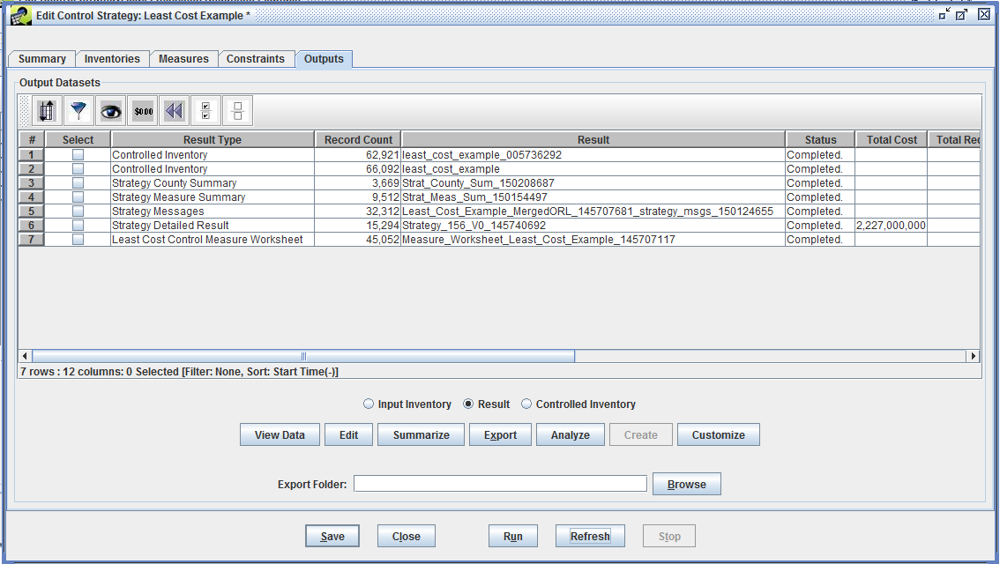 Edit Control Strategy: Least Cost Example *
Summary Inventories Measures Constraints Outputs
Output Datasets
$0.00
# Select Result Type Record Count Result Status Total Cost Total Rec
1 Controlled Inventory 62,921 least_cost_example_005736292 Completed.
2 Controlled Inventory 66,092 least_cost_example Completed.
3 Strategy County Summary 3,669 Strat_County_Sum_150208687 Completed.
4 Strategy Measure Summary 9,512 Strat_Meas_Sum_150154497 Completed.
5 Strategy Messages 32,312 Least_Cost_Example_MergedORL_145707681_strategy_msgs_150124655 Completed.
6 Strategy Detailed Result 15,294 Strategy_156_V0_145740692 Completed. 2,227,000,000
7 Least Cost Control Measure Worksheet 45,052 Measure_Worksheet_Least_Cost_Example_145707117 Completed.
7 rows : 12 columns: 0 Selected [Filter: None, Sort: Start Time(-)]
Input Inventory Result Controlled Inventory
View Data Edit Summarize Export Analyze Create Customize
Export Folder: Browse
Save Close Run Refresh Stop